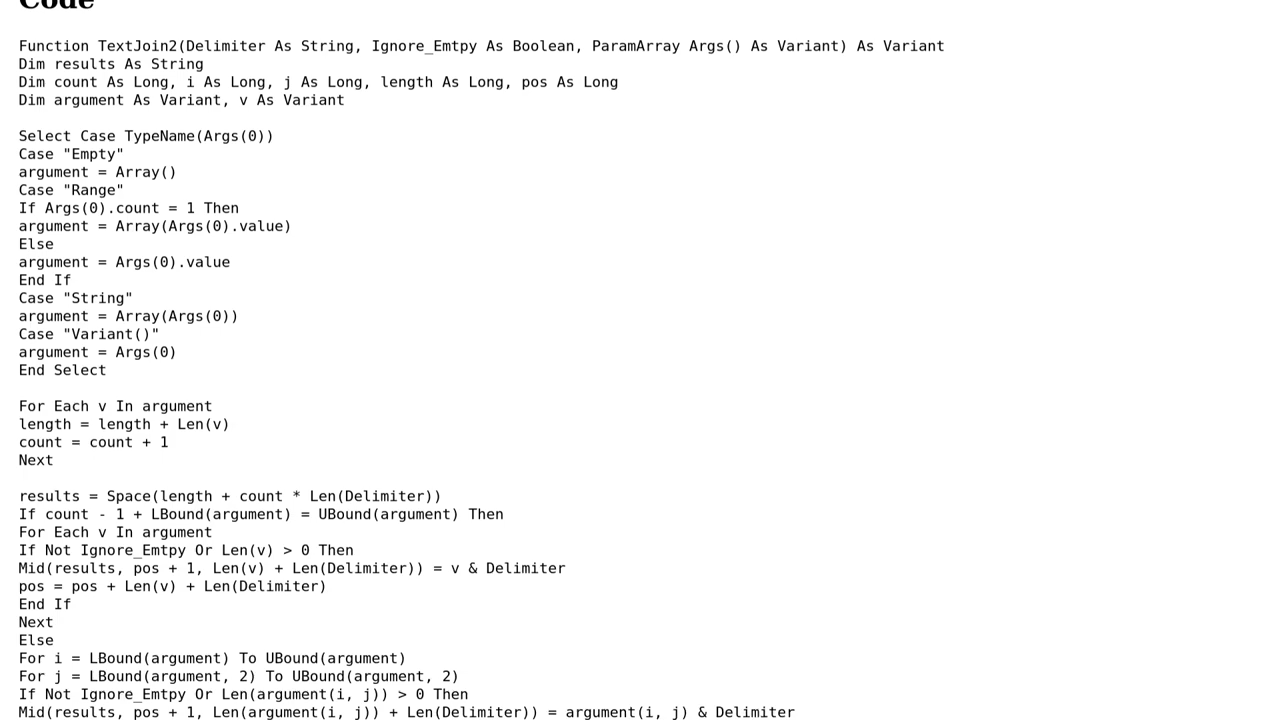 Code
Function TextJoin2(Delimiter As String, Ignore_Emtpy As Boolean, ParamArray Args() As Variant) As Variant
Dim results As String
Dim count As Long, i As Long, j As Long, length As Long, pos As Long
Dim argument As Variant, v As Variant

Select Case TypeName(Args(0))
Case "Empty"
argument = Array()
Case "Range"
If Args(0).count = 1 Then
argument = Array(Args(0).value)
Else
argument = Args(0).value
End If
Case "String"
argument = Array(Args(0))
Case "Variant()"
argument = Args(0)
End Select

For Each v In argument
length = length + Len(v)
count = count + 1
Next

results = Space(length + count * Len(Delimiter))
If count - 1 + LBound(argument) = UBound(argument) Then
For Each v In argument
If Not Ignore_Emtpy Or Len(v) > 0 Then
Mid(results, pos + 1, Len(v) + Len(Delimiter)) = v & Delimiter
pos = pos + Len(v) + Len(Delimiter)
End If
Next
Else
For i = LBound(argument) To UBound(argument)
For j = LBound(argument, 2) To UBound(argument, 2)
If Not Ignore_Emtpy Or Len(argument(i, j)) > 0 Then
Mid(results, pos + 1, Len(argument(i, j)) + Len(Delimiter)) = argument(i, j) & Delimiter